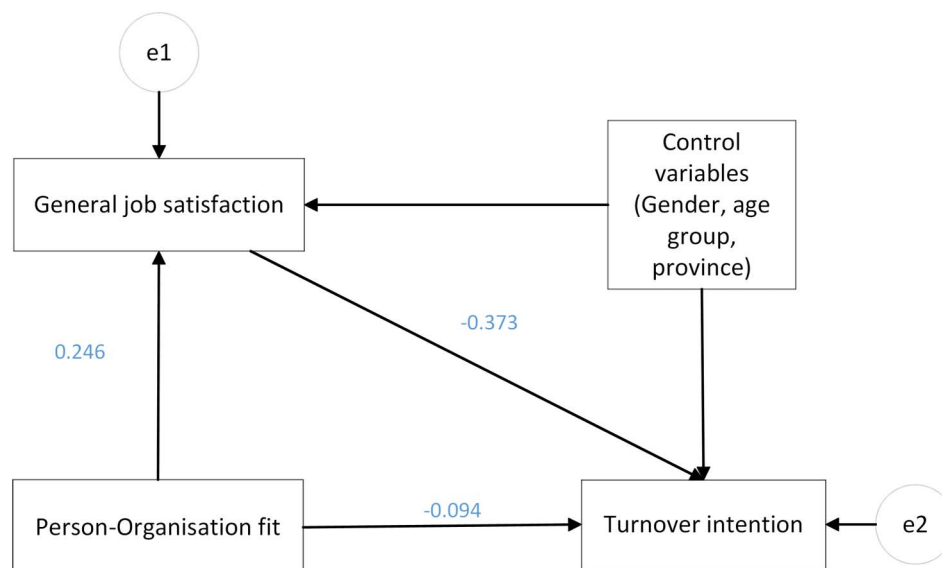 e1
General job satisfaction
Control
variables
(Gender, age
group,
province)
-0.373
0.246
Person-Organisation fit
-0.094
Turnover intention
e2